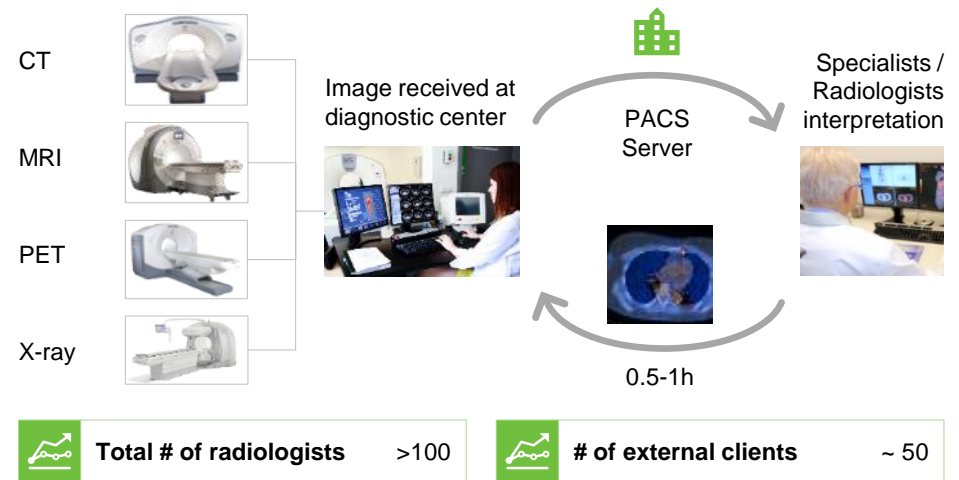 CT
MRI
PET
X-ray
Image received at
diagnostic center
PACS
Server
Specialists /
Radiologists
interpretation
0.5-1h
Total # of radiologists >100
# of external clients ~ 50